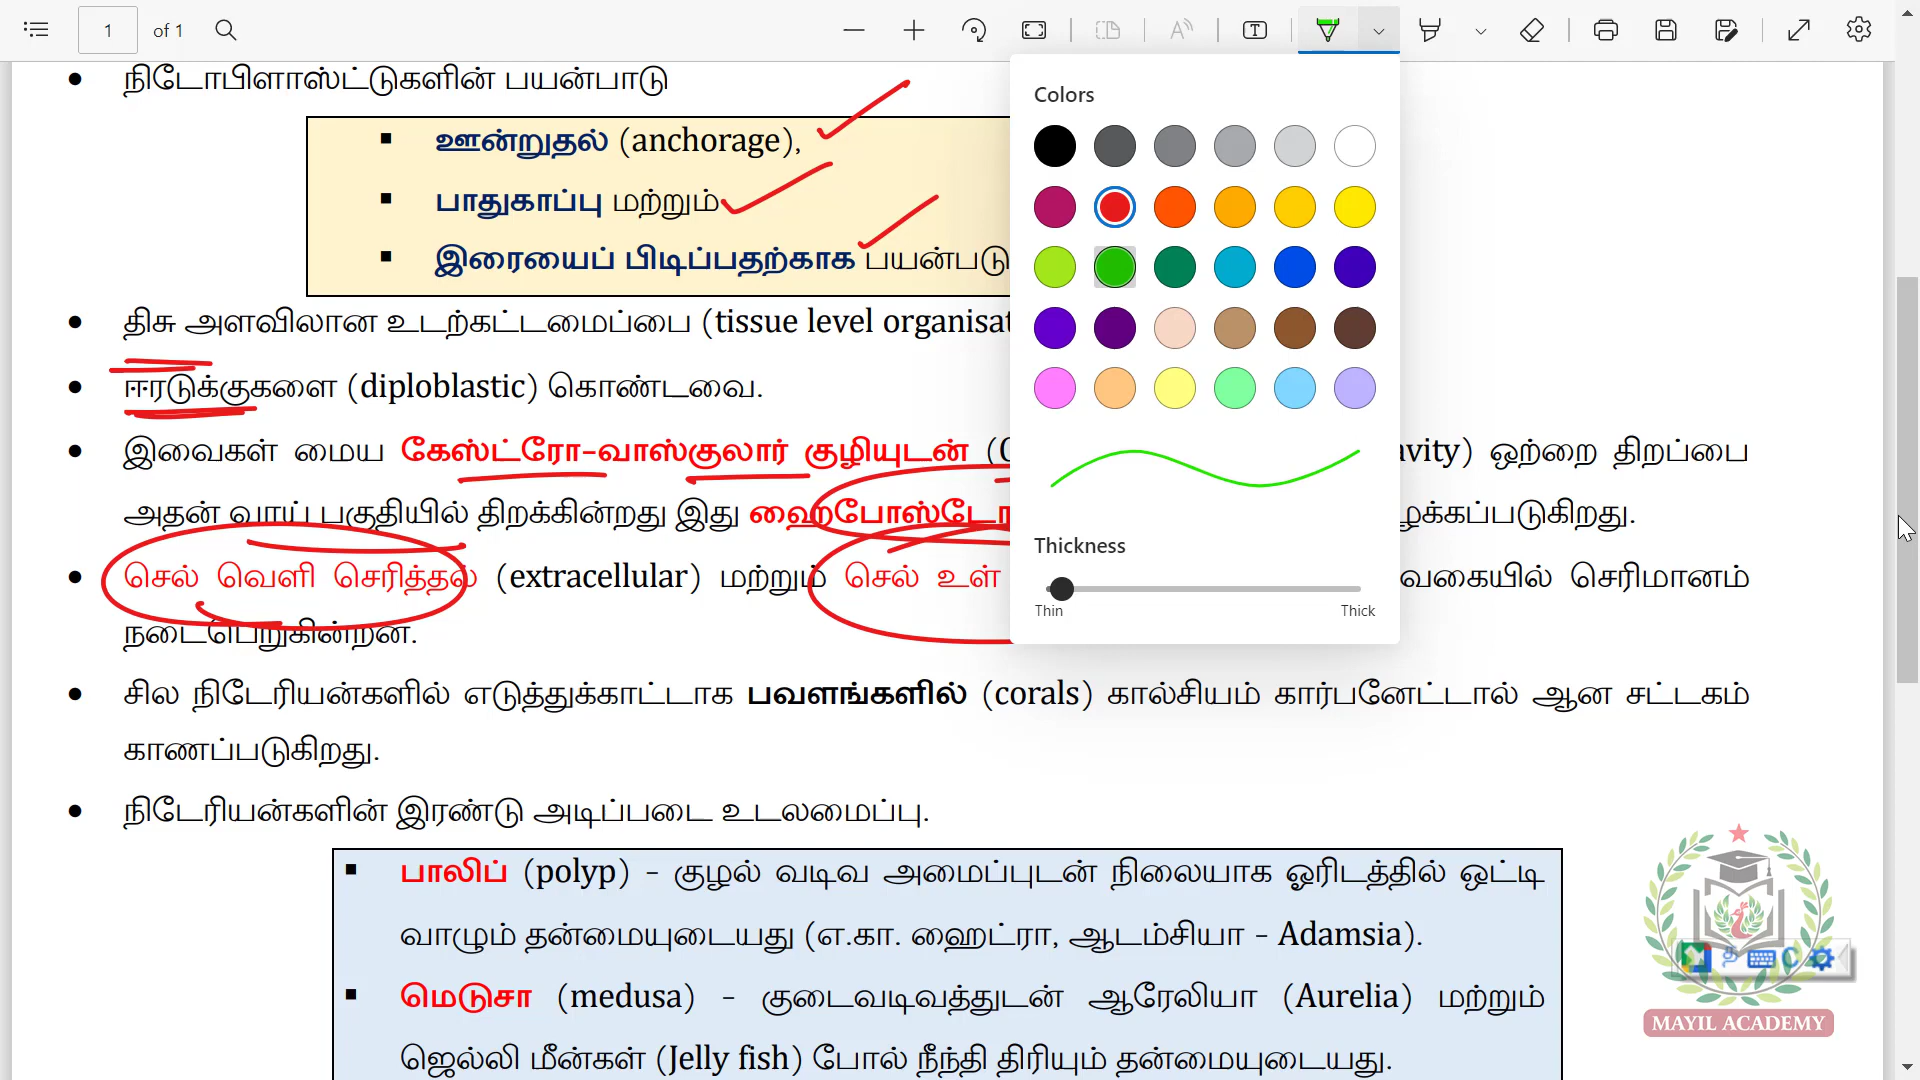 1 of 1
Colors
• நிடோபிளாஸ்ட்டுகளின் பயன்பாடு
▪ ஊன்றுதல் (anchorage),
▪ பாதுகாப்பு மற்றும்
▪ இரையைப் பிடிப்பதற்காக பயன்படு
• திசு அளவிலான உடற்கட்டமைப்பை (tissue level organisat
• ஈரடுக்குகளை (diploblastic) கொண்டவை.
• இவைகள் மைய கேஸ்ட்ரோ-வாஸ்குலார் குழியுடன் avity) ஒற்றை திறப்பை
அதன் வாய் பகுதியில் திறக்கின்றது இது ஹைபோஸ்டோ ழக்கப்படுகிறது.
Thickness
Thin Thick
• செல் வெளி செரித்தல் (extracellular) மற்றும் செல் உள் வகையில் செரிமானம்
நடைபெறுகின்றன.
• சில நிடேரியன்களில் எடுத்துக்காட்டாக பவளங்களில் (corals) கால்சியம் கார்பனேட்டால் ஆன சட்டகம்
காணப்படுகிறது.
• நிடேரியன்களின் இரண்டு அடிப்படை உடலமைப்பு.
▪ பாலிப் (polyp) – குழல் வடிவ அமைப்புடன் நிலையாக ஓரிடத்தில் ஒட்டி
வாழும் தன்மையுடையது (எ.கா. ஹைட்ரா, ஆடம்சியா – Adamsia).
▪ மெடுசா (medusa) – குடைவடிவத்துடன் ஆரேலியா (Aurelia) மற்றும்
ஜெல்லி மீன்கள் (Jelly fish) போல் நீந்தி திரியும் தன்மையுடையது.
MAYIL ACADEMY